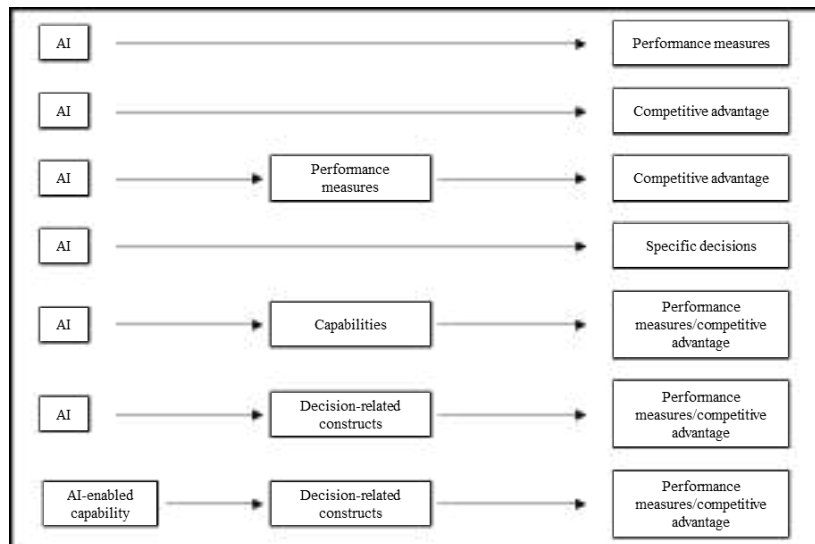 AI
Performance measures
AI
Competitive advantage
AI
Performance
measures
Competitive advantage
AI
Specific decisions
AI
Capabilities
Performance
measures/competitive
advantage
AI
Decision-related
constructs
Performance
measures/competitive
advantage
AI-enabled
capability
Decision-related
constructs
Performance
measures/competitive
advantage